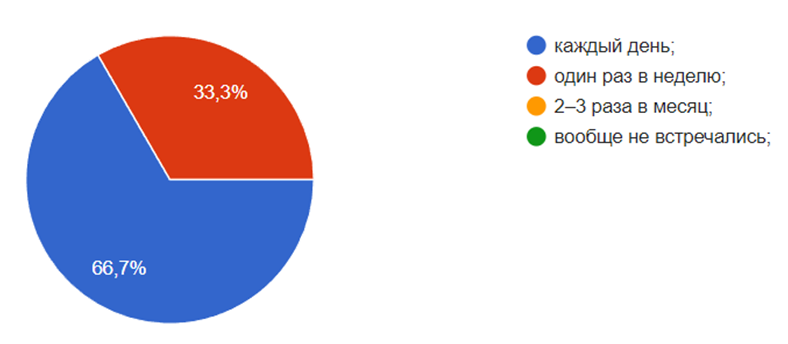 33,3%
66,7%
каждый день;
один раз в неделю;
2–3 раза в месяц;
вообще не встречались;